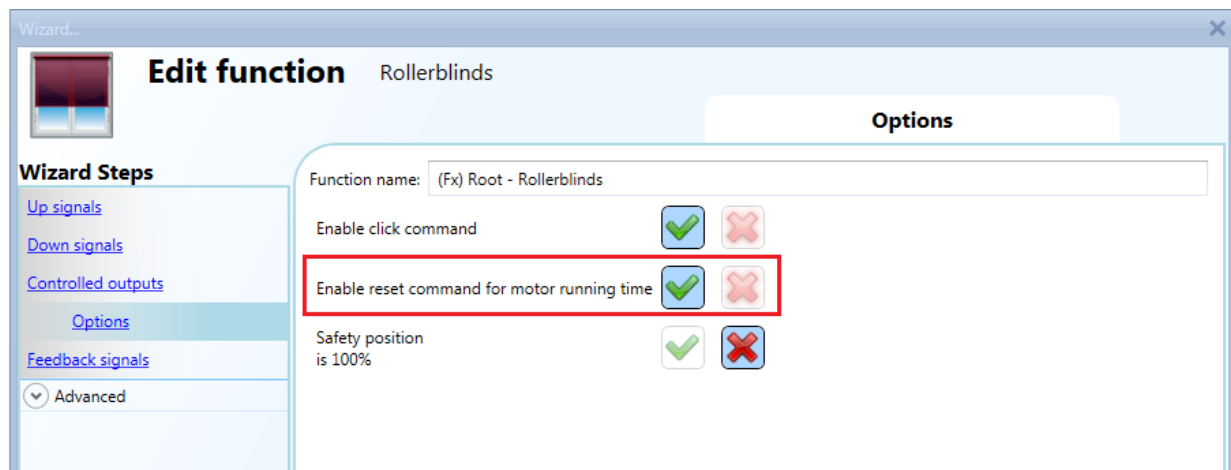 Wizard...
Edit function Rollerblinds
Options
Wizard Steps
Up signals
Down signals
Controlled outputs
Options
Feedback signals
Advanced
Function name: (Fx) Root - Rollerblinds
Enable click command
Enable reset command for motor running time
Safety position
is 100%